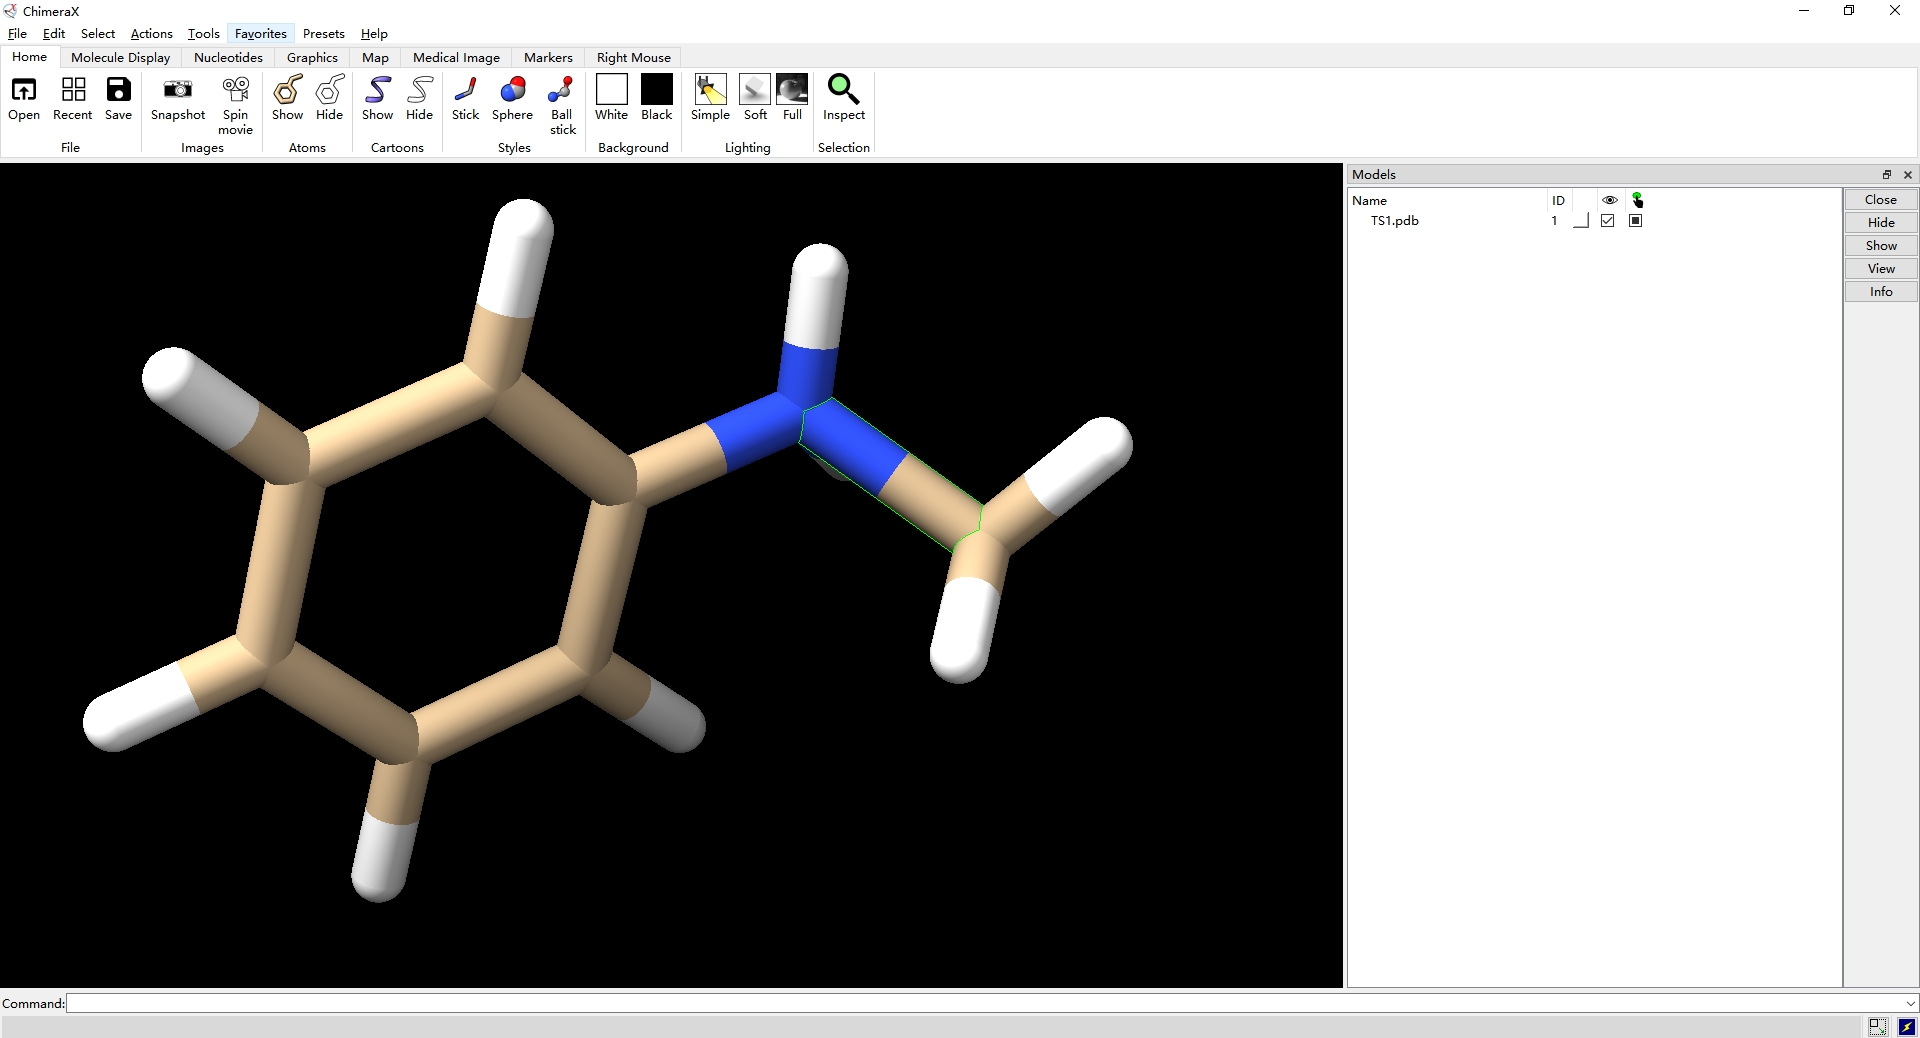 ChimeraX
File Edit Select Actions Tools Favorites Presets Help
Home Molecule Display Nucleotides Graphics Map Medical Image Markers Right Mouse
Open Recent Save Snapshot Spin movie Show Hide Show Hide Stick Sphere Ball stick White Black Simple Soft Full Inspect
File Images Atoms Cartoons Styles Background Lighting Selection
Models
Name ID
TS1.pdb 1
Close
Hide
Show
View
Info
Command: